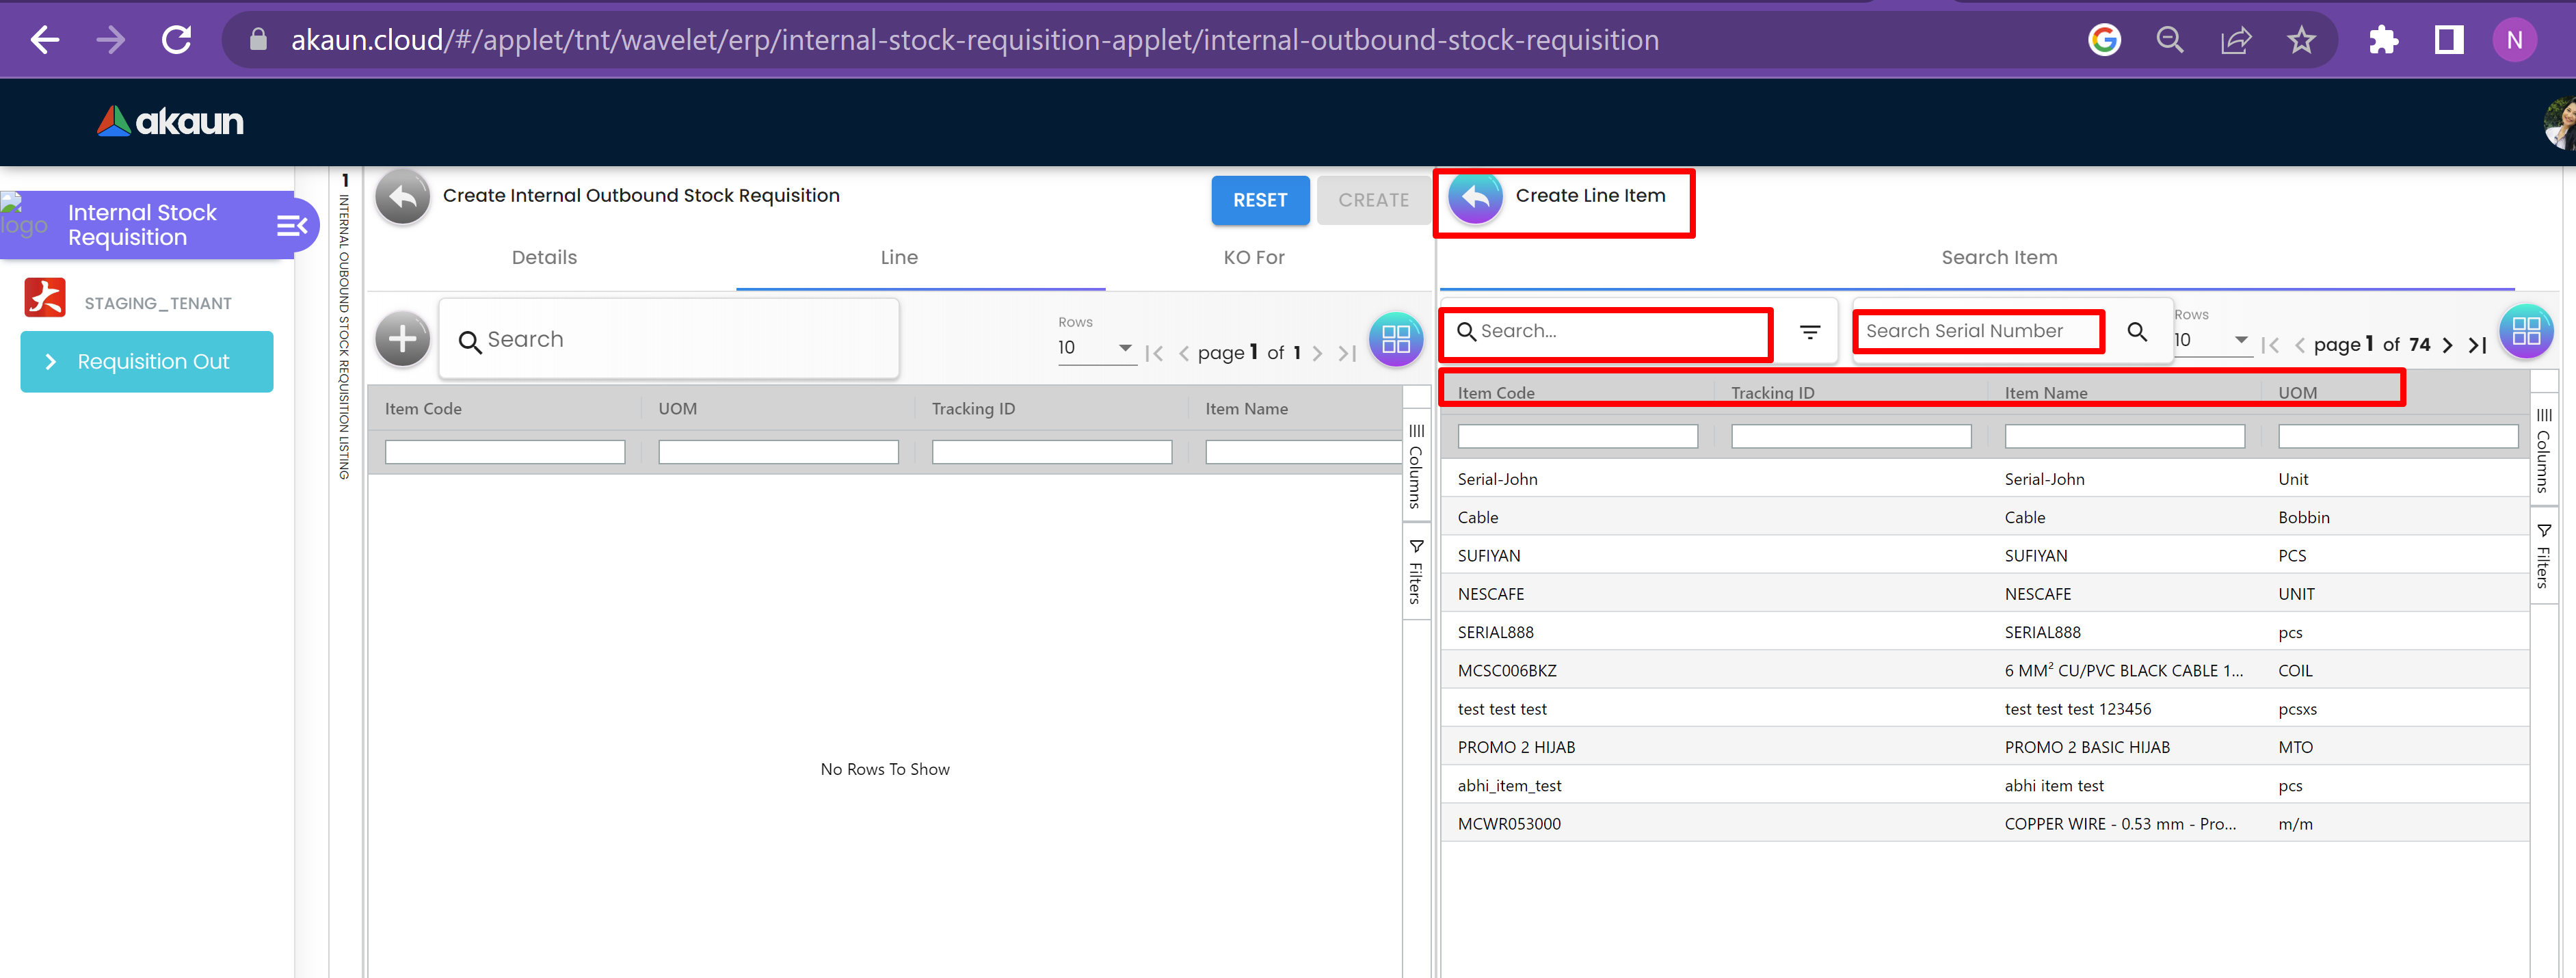 akaun.cloud/#/applet/tnt/wavelet/erp/internal-stock-requisition-applet/internal-outbound-stock-requisition
N
akaun
logo
Internal Stock
Requisition
STAGING_TENANT
Requisition Out
1
INTERNAL OUBOUND STOCK REQUISITION LISTING
Create Internal Outbound Stock Requisition
RESET
CREATE
Details
Line
KO For
Search
Rows
10
page 1 of 1
Item Code
UOM
Tracking ID
Item Name
Columns
Filters
No Rows To Show
Create Line Item
Search Item
Search...
Search Serial Number
Rows
10
page 1 of 74
Item Code
Tracking ID
Item Name
UOM
Serial-John
Serial-John
Unit
Cable
Cable
Bobbin
SUFIYAN
SUFIYAN
PCS
NESCAFE
NESCAFE
UNIT
SERIAL888
SERIAL888
pcs
MCSC006BKZ
6 MM² CU/PVC BLACK CABLE 1...
COIL
test test test
test test test 123456
pcsxs
PROMO 2 HIJAB
PROMO 2 BASIC HIJAB
MTO
abhi_item_test
abhi item test
pcs
MCWR053000
COPPER WIRE - 0.53 mm - Pro...
m/m
Columns
Filters